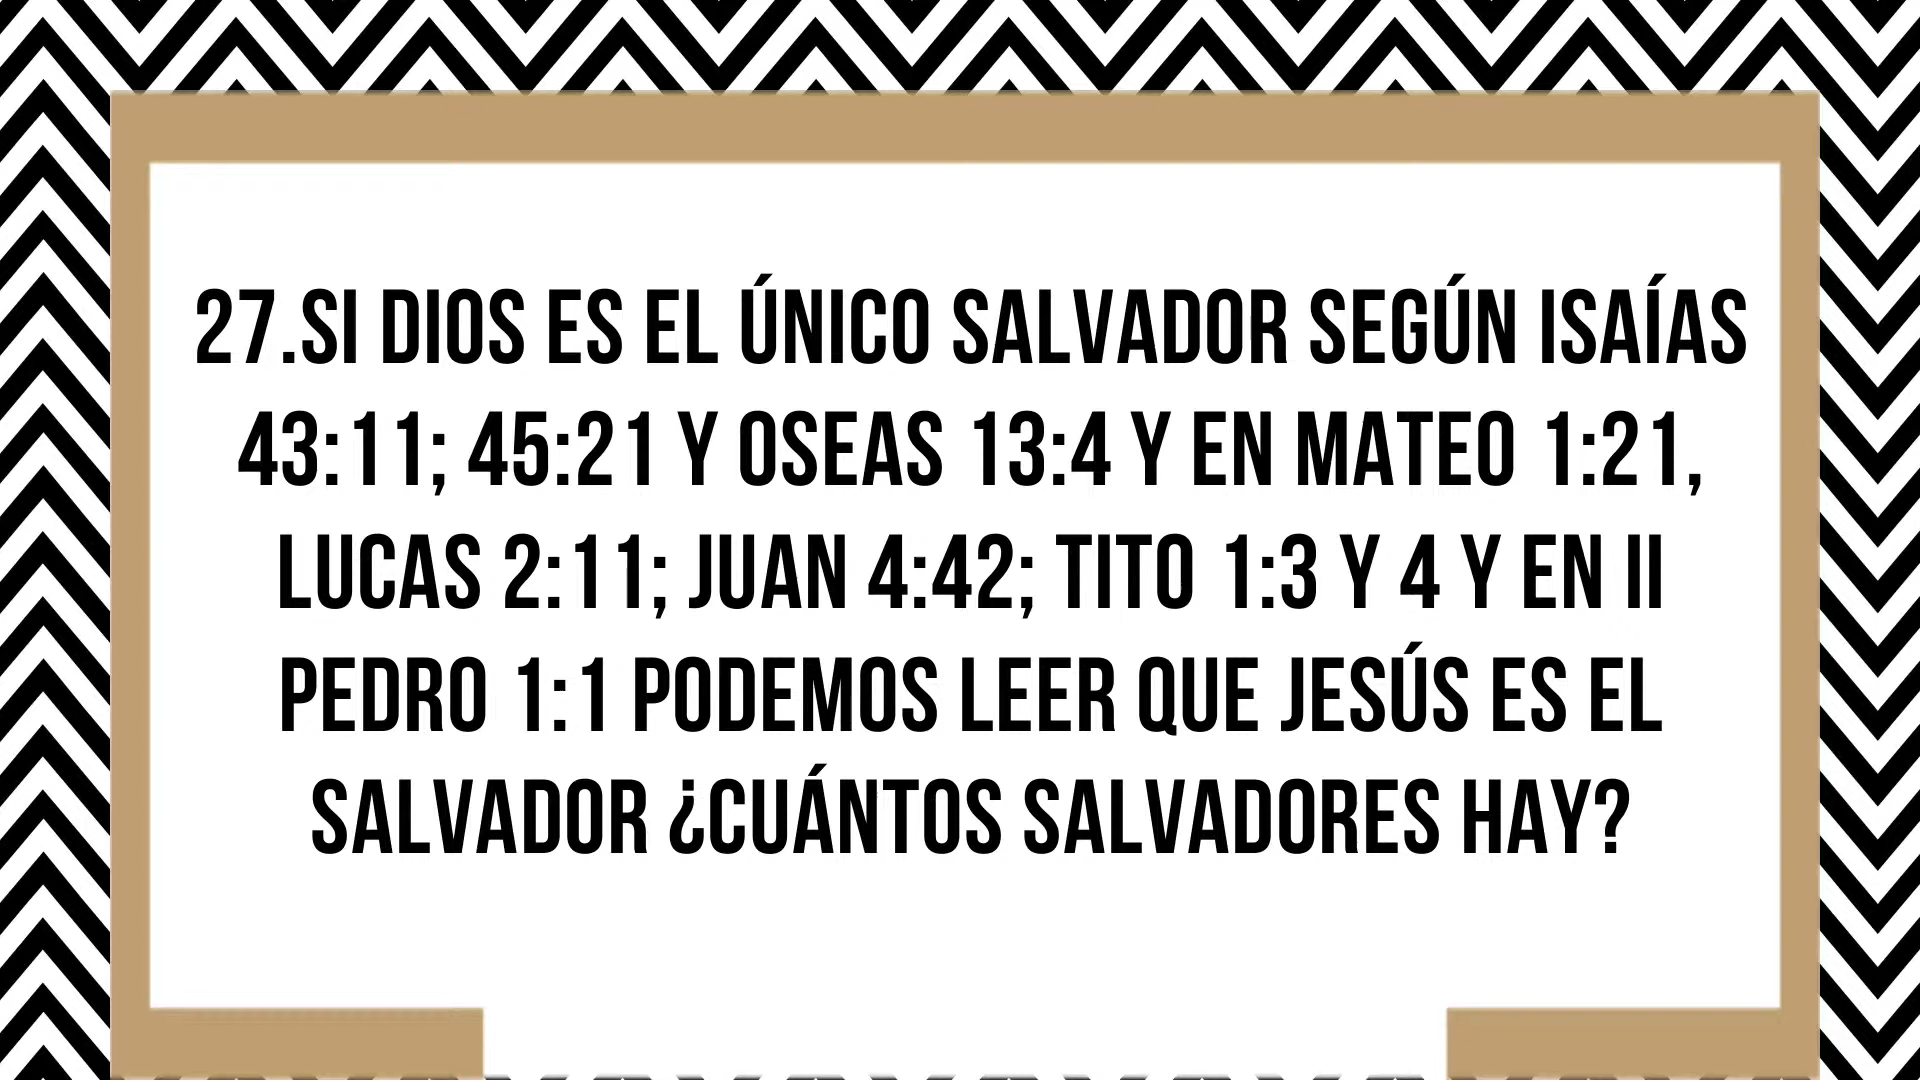 27.SI DIOS ES EL ÚNICO SALVADOR SEGÚN ISAÍAS
43:11; 45:21 Y OSEAS 13:4 Y EN MATEO 1:21,
LUCAS 2:11; JUAN 4:42; TITO 1:3 Y 4 Y EN II
PEDRO 1:1 PODEMOS LEER QUE JESÚS ES EL
SALVADOR ¿CUÁNTOS SALVADORES HAY?